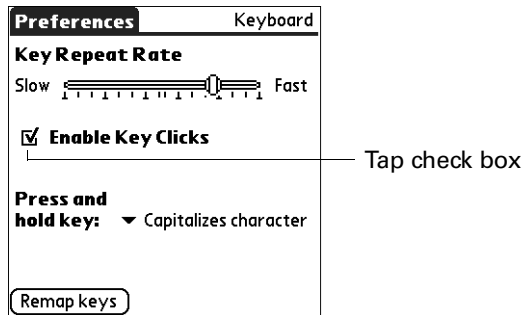 Preferences Keyboard
Key Repeat Rate
Slow Fast
Enable Key Clicks
Tap check box
Press and
hold key: Capitalizes character
Remap keys